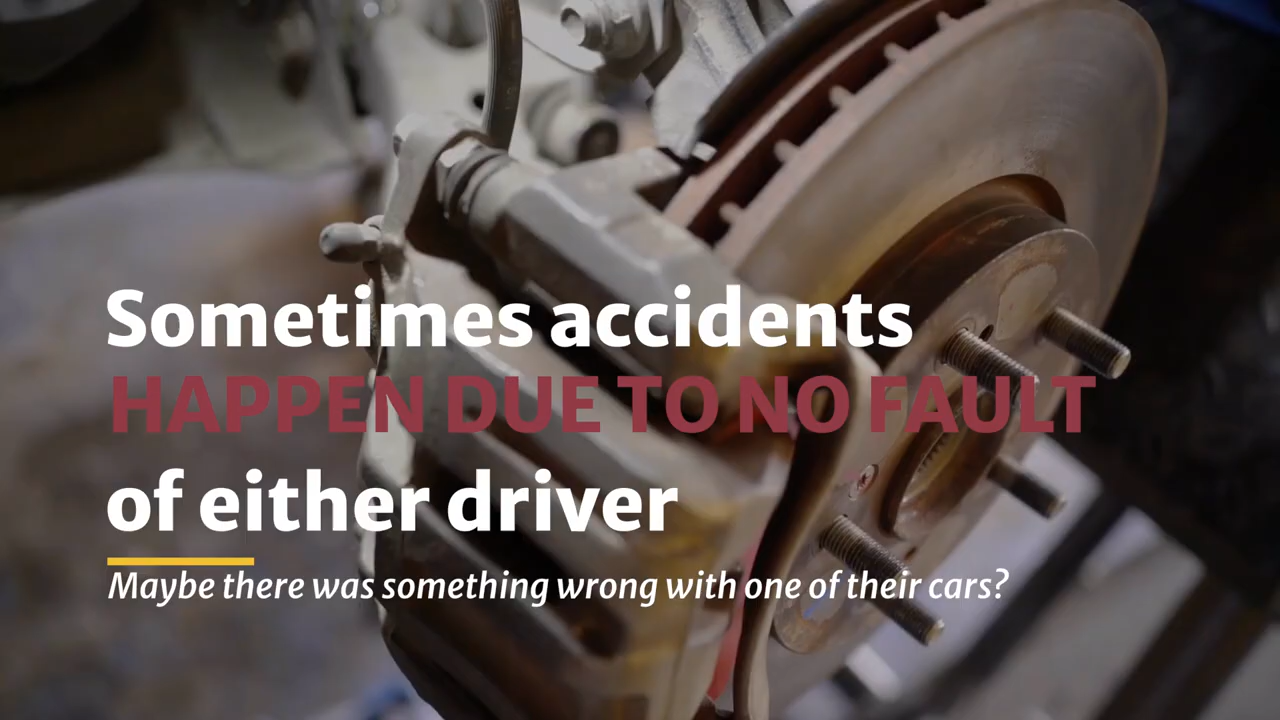 Sometimes accidents
HAPPEN DUE TO NO FAULT
of either driver
Maybe there was something wrong with one of their cars?